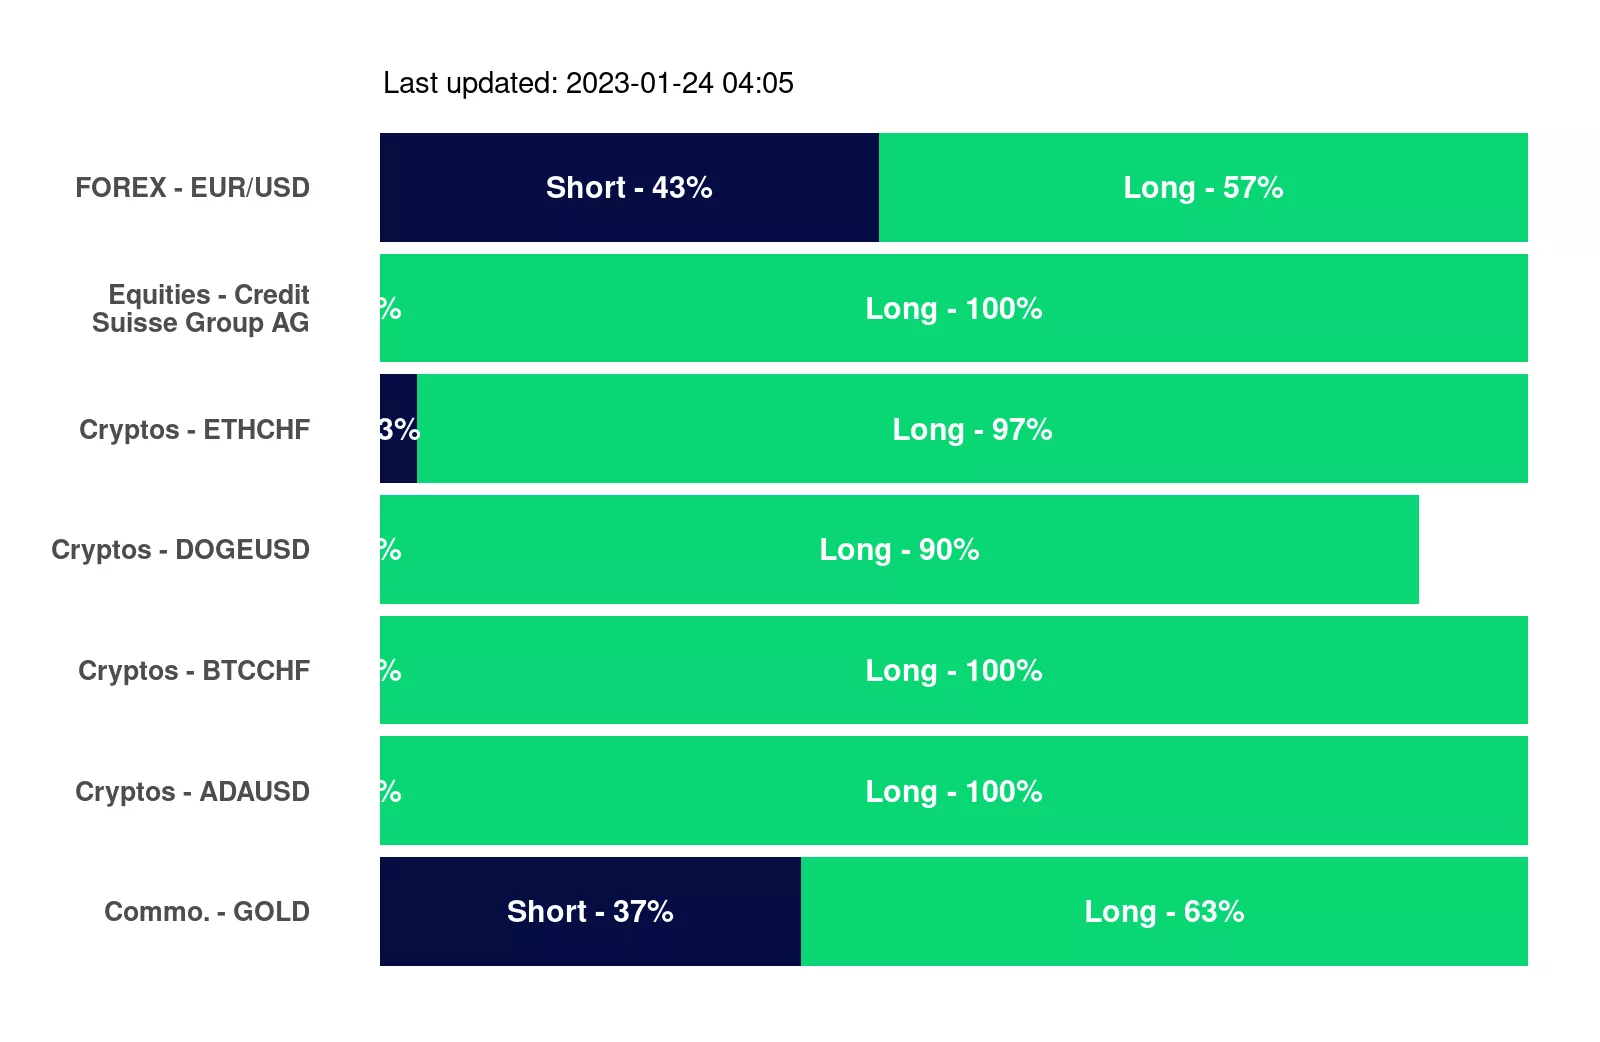 Last updated: 2023-01-24 04:05
FOREX - EUR/USD
Short - 43%
Long - 57%
Equities - Credit
Suisse Group AG
%
Long - 100%
Cryptos - ETHCHF
3%
Long - 97%
Cryptos - DOGEUSD
%
Long - 90%
Cryptos - BTCCHF
%
Long - 100%
Cryptos - ADAUSD
%
Long - 100%
Commo. - GOLD
Short - 37%
Long - 63%